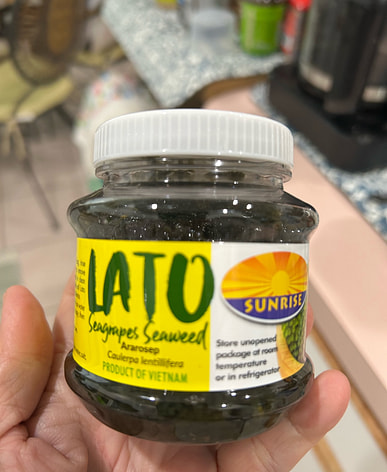 LATO
Seagrapes Seaweed
Ararosep
Caulerpa lentillifera
PRODUCT OF VIETNAM
SUNRISE
Store unopened
package at room
temperature
or in refrigerator